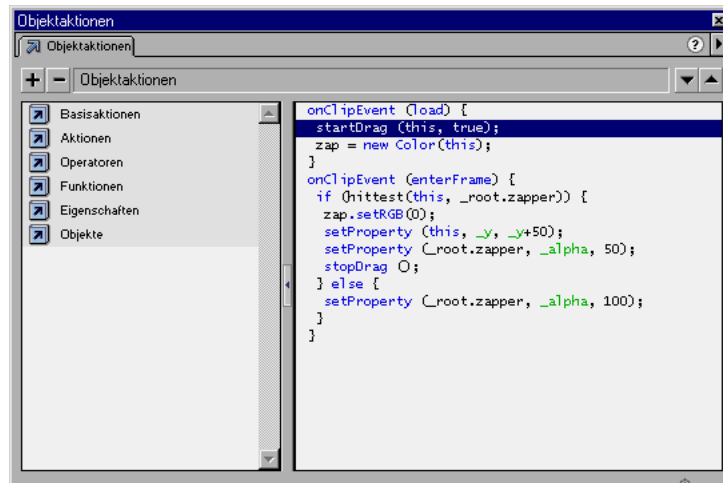 Objektaktionen
Objektaktionen
?
+ − Objektaktionen
Basisaktionen
Aktionen
Operatoren
Funktionen
Eigenschaften
Objekte
onClipEvent (load) {
startDrag (this, true);
zap = new Color(this);
}
onClipEvent (enterFrame) {
if (hittest(this, _root.zapper)) {
zap.setRGB(0);
setProperty (this, _y, _y+50);
setProperty (_root.zapper, _alpha, 50);
stopDrag ();
} else {
setProperty (_root.zapper, _alpha, 100);
}
}